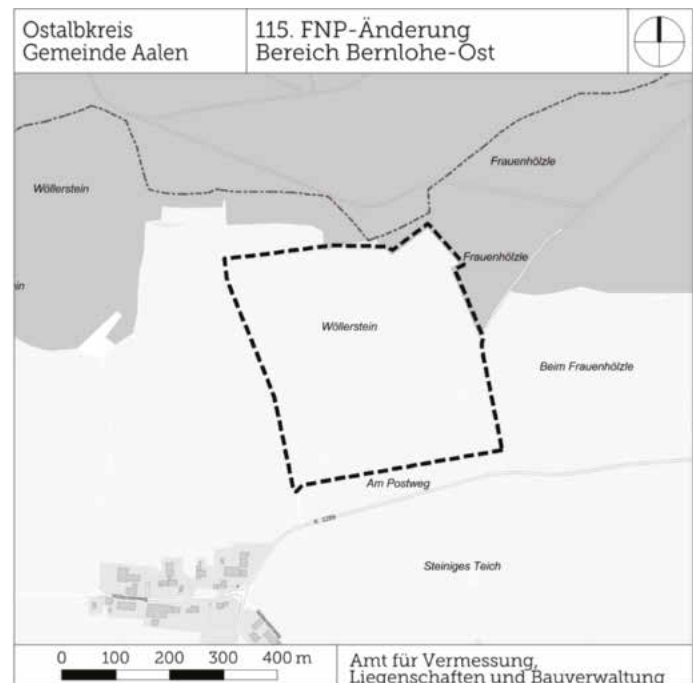 Ostalbkreis
Gemeinde Aalen
115. FNP-Änderung
Bereich Bernlohe-Ost
Frauenhölzle
Wöllerstein
Frauenhölzle
Wöllerstein
Beim Frauenhölzle
Am Postweg
Steiniges Teich
0 100 200 300 400 m
Amt für Vermessung,
Liegenschaften und Bauverwaltung